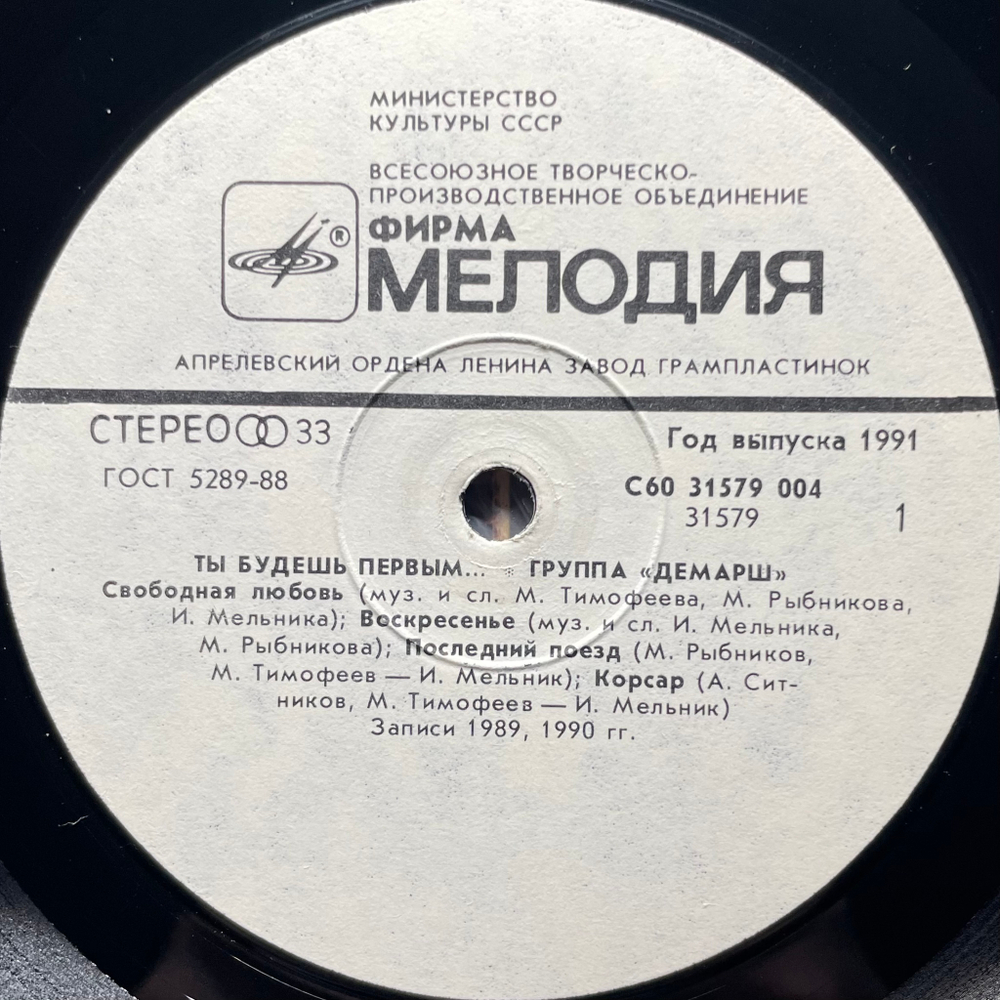 МИНИСТЕРСТВО
КУЛЬТУРЫ СССР
ВСЕСОЮЗНОЕ ТВОРЧЕСКО-
ПРОИЗВОДСТВЕННОЕ ОБЪЕДИНЕНИЕ
®
ФИРМА
МЕЛОДИЯ
АПРЕЛЕВСКИЙ ОРДЕНА ЛЕНИНА ЗАВОД ГРАМПЛАСТИНОК
СТЕРЕО 33
Год выпуска 1991
ГОСТ 5289-88
С60 31579 004
31579
1
ТЫ БУДЕШЬ ПЕРВЫМ... * ГРУППА «ДЕМАРШ»
Свободная любовь (муз. и сл. М. Тимофеева, М. Рыбникова,
И. Мельника); Воскресенье (муз. и сл. И. Мельника,
М. Рыбникова); Последний поезд (М. Рыбников,
М. Тимофеев — И. Мельник); Корсар (А. Сит-
ников, М. Тимофеев — И. Мельник)
Записи 1989, 1990 гг.